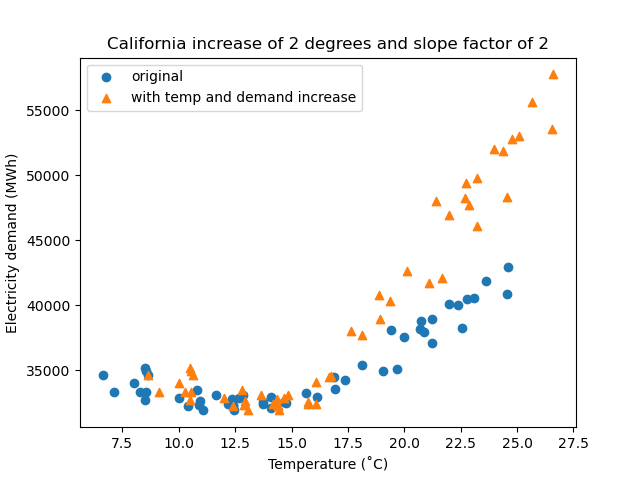 California increase of 2 degrees and slope factor of 2
original
with temp and demand increase
55000
50000
45000
40000
35000
Electricity demand (MWh)
7.5 10.0 12.5 15.0 17.5 20.0 22.5 25.0 27.5
Temperature (˚C)